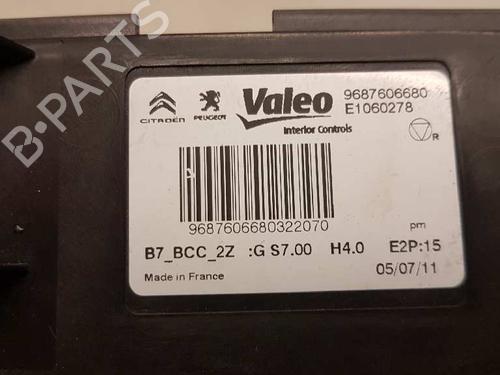 B-PARTS
CITROËN
PEUGEOT
Valeo
Interior Controls
9687606680
E1060278
R
9687606680322070
B7_BCC_2Z :G S7.00 H4.0
pm
E2P:15
Made in France
05/07/11